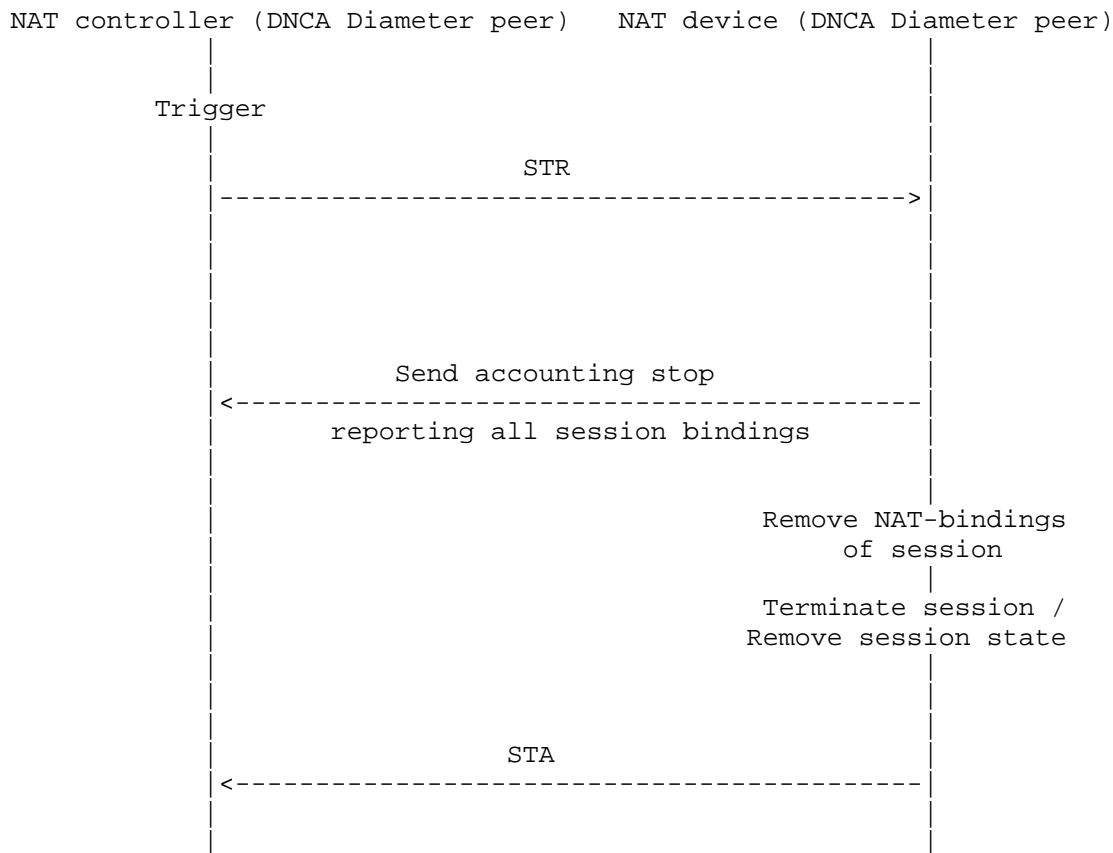 NAT controller (DNCA Diameter peer)   NAT device (DNCA Diameter peer)
Trigger
STR
Send accounting stop
reporting all session bindings
Remove NAT-bindings
of session
Terminate session /
Remove session state
STA